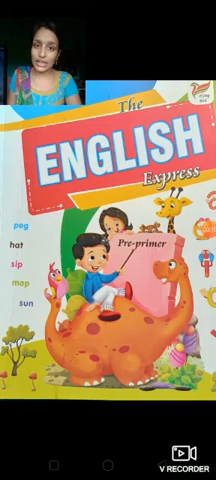 The
ENGLISH
Express
Pre-primer
peg
hat
sip
mop
sun
V RECORDER